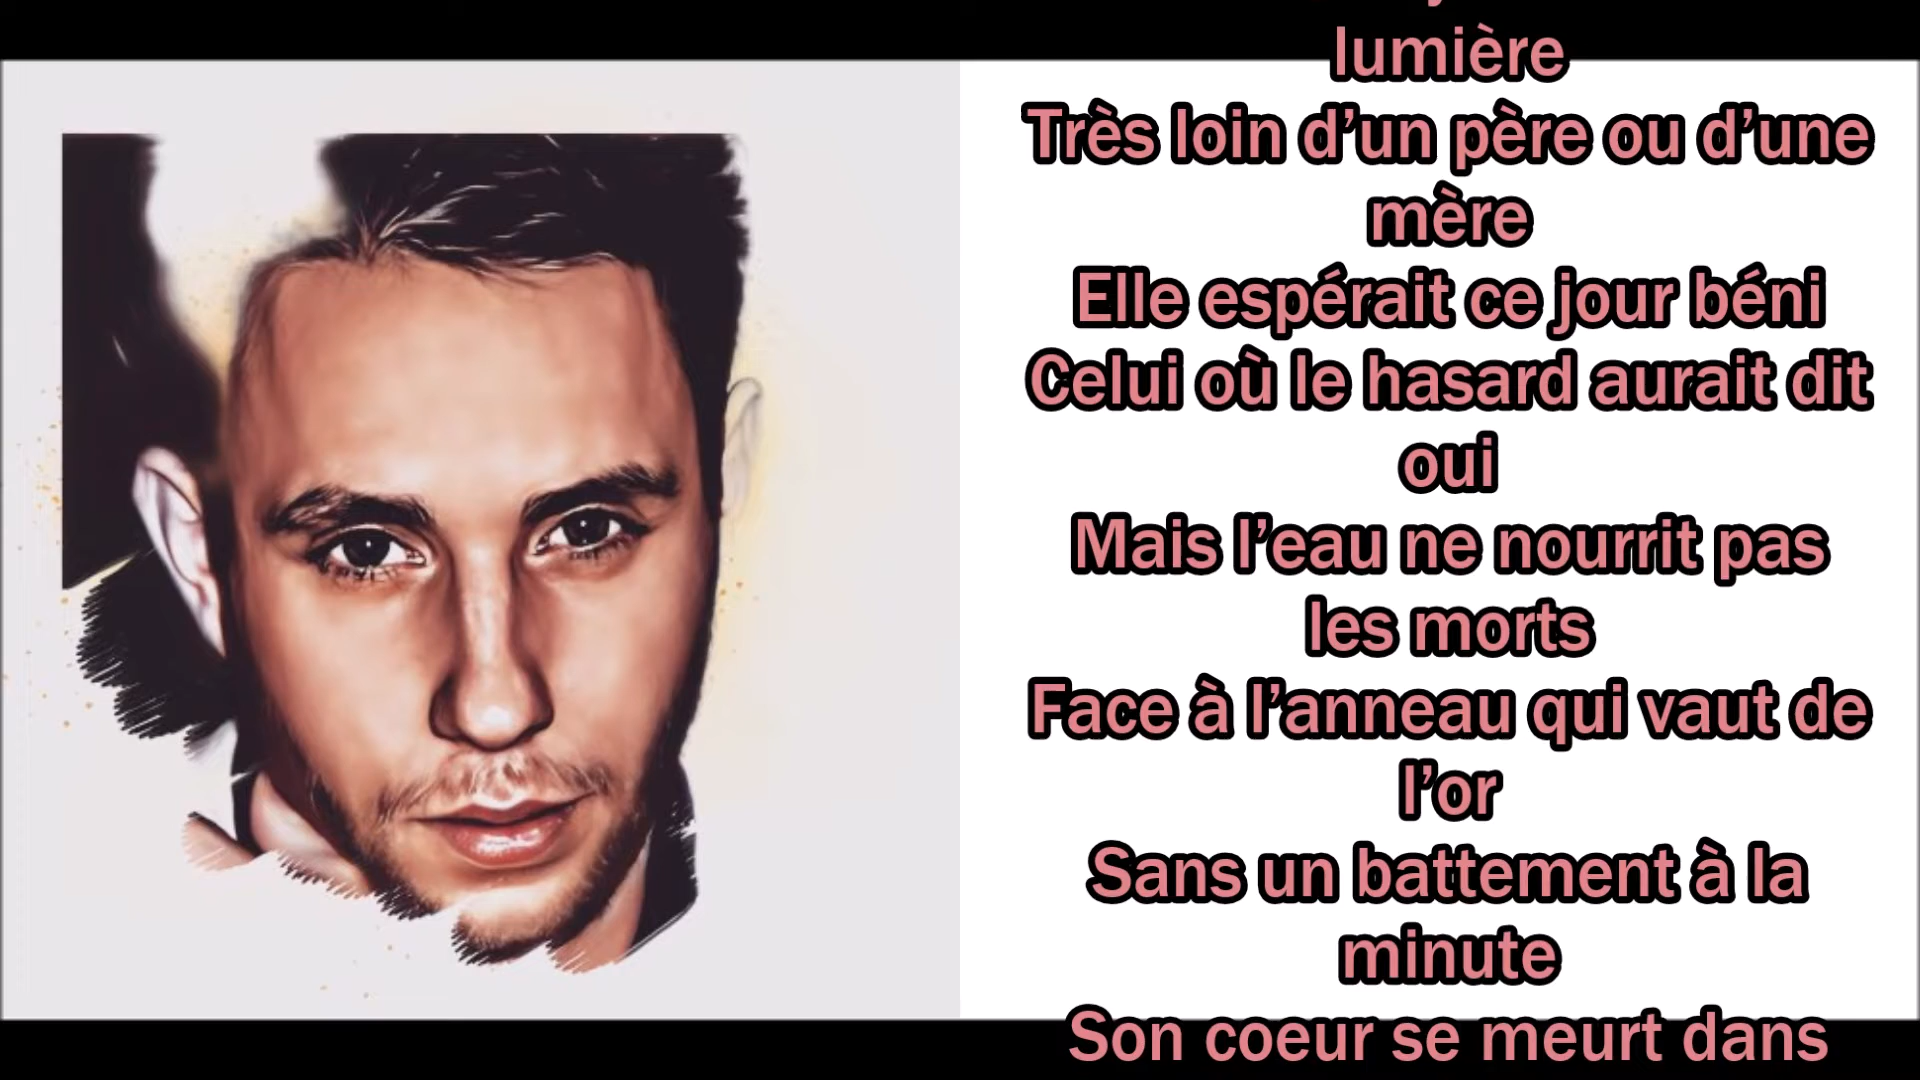 lumière
Très loin d’un père ou d’une
mère
Elle espérait ce jour béni
Celui où le hasard aurait dit
oui
Mais l’eau ne nourrit pas
les morts
Face à l’anneau qui vaut de
l’or
Sans un battement à la
minute
Son coeur se meurt dans